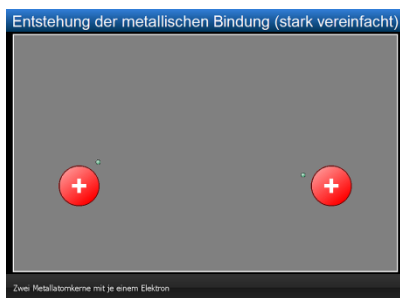 Entstehung der metallischen Bindung (stark vereinfacht)
+
+
Zwei Metallatomkerne mit je einem Elektron